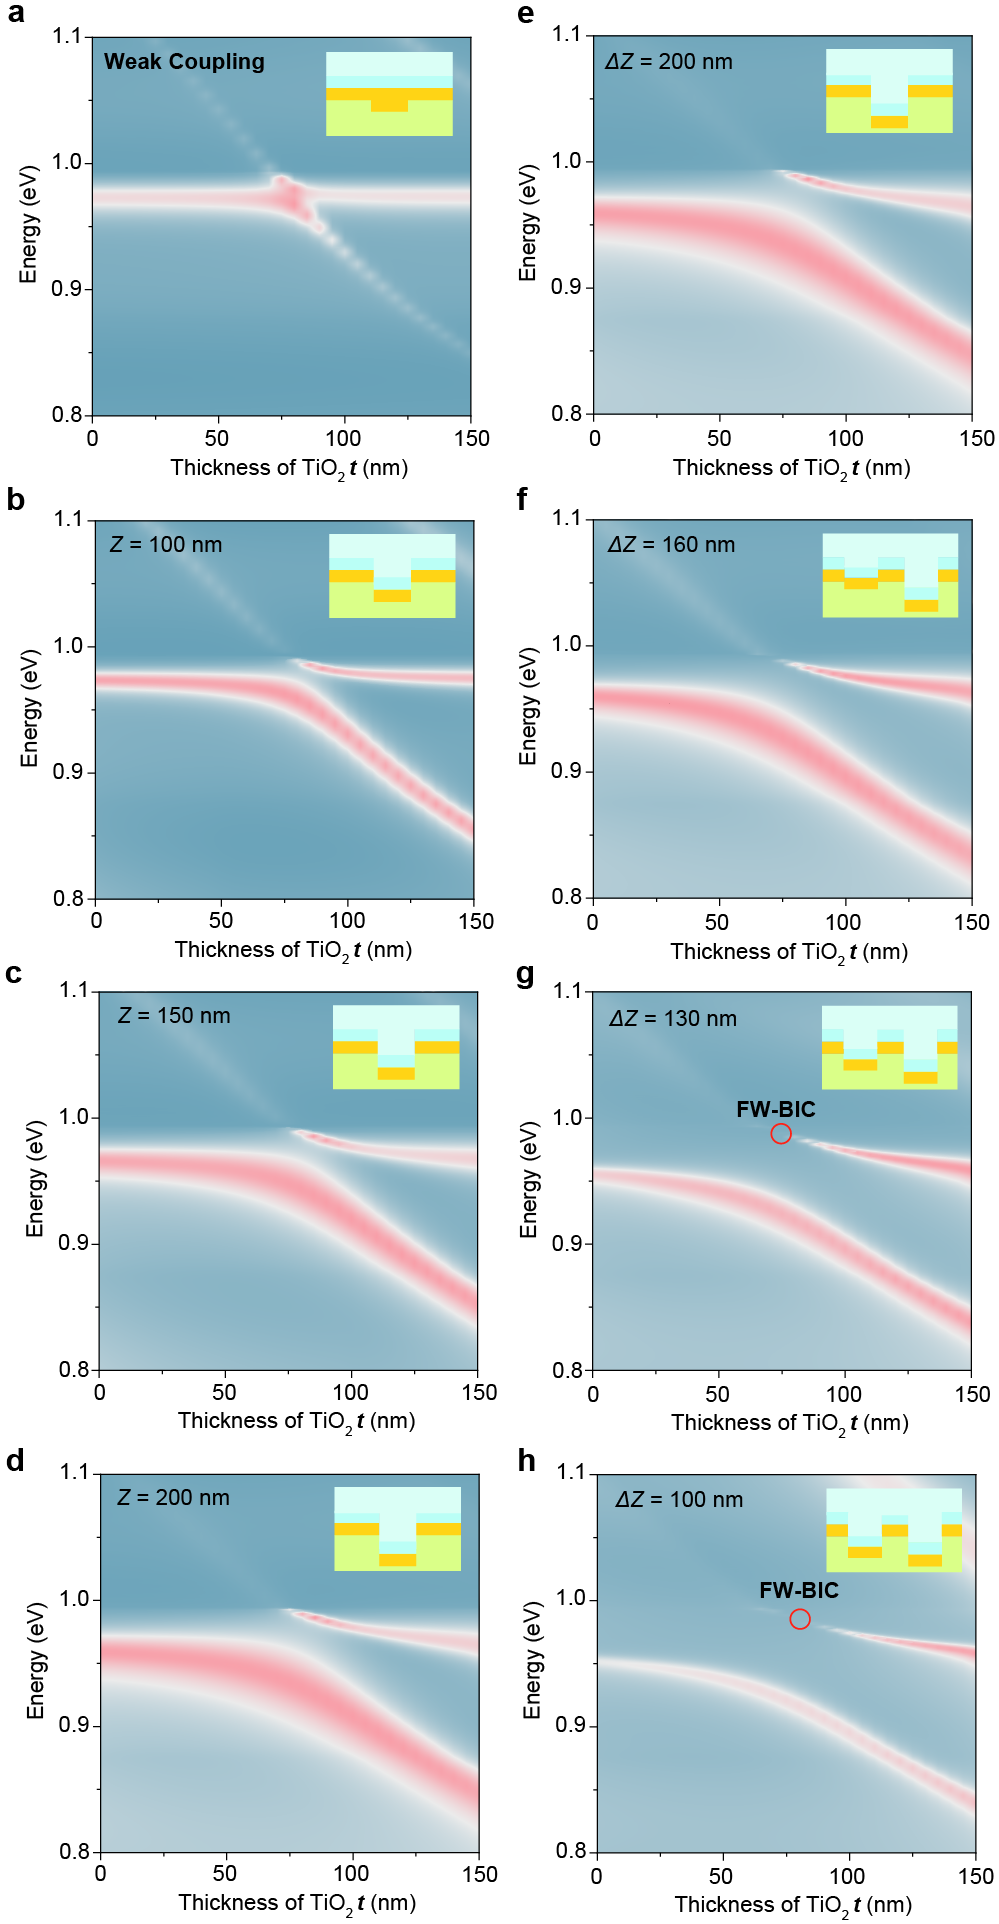 a
1.1
Weak Coupling
1.0
0.9
0.8
Energy (eV)
0 50 100 150
Thickness of TiO₂ t (nm)
b
1.1
Z = 100 nm
1.0
0.9
0.8
Energy (eV)
0 50 100 150
Thickness of TiO₂ t (nm)
c
1.1
Z = 150 nm
1.0
0.9
0.8
Energy (eV)
0 50 100 150
Thickness of TiO₂ t (nm)
d
1.1
Z = 200 nm
1.0
0.9
0.8
Energy (eV)
0 50 100 150
Thickness of TiO₂ t (nm)
e
1.1
ΔZ = 200 nm
1.0
0.9
0.8
Energy (eV)
0 50 100 150
Thickness of TiO₂ t (nm)
f
1.1
ΔZ = 160 nm
1.0
0.9
0.8
Energy (eV)
0 50 100 150
Thickness of TiO₂ t (nm)
g
1.1
ΔZ = 130 nm
FW-BIC
1.0
0.9
0.8
Energy (eV)
0 50 100 150
Thickness of TiO₂ t (nm)
h
1.1
ΔZ = 100 nm
FW-BIC
1.0
0.9
0.8
Energy (eV)
0 50 100 150
Thickness of TiO₂ t (nm)